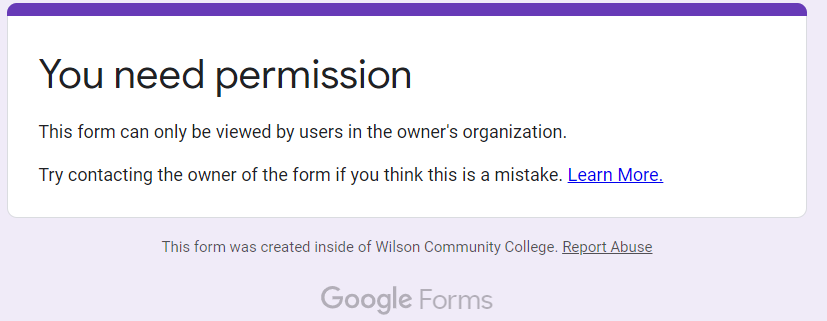 You need permission
This form can only be viewed by users in the owner's organization.
Try contacting the owner of the form if you think this is a mistake. Learn More.
This form was created inside of Wilson Community College. Report Abuse
Google Forms